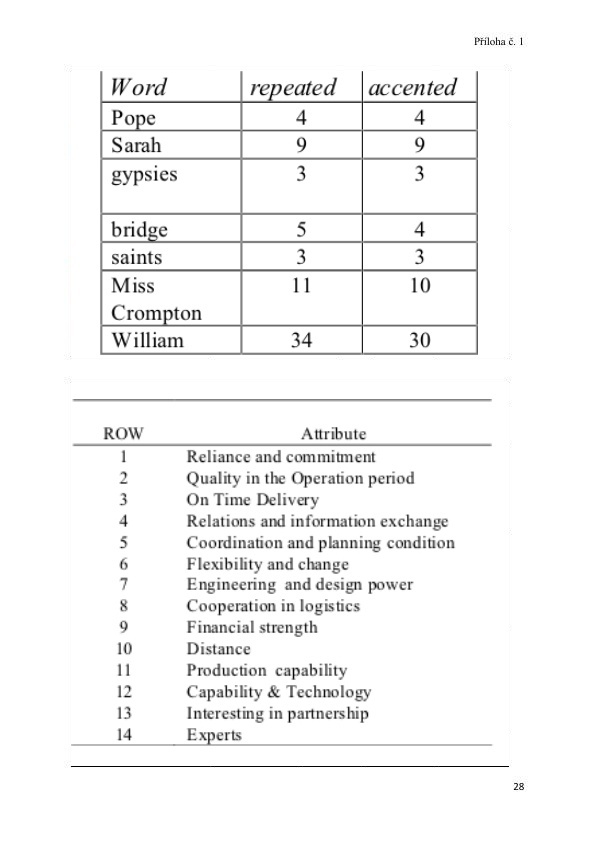 Příloha č. 1
Word repeated accented
Pope 4 4
Sarah 9 9
gypsies 3 3
bridge 5 4
saints 3 3
Miss 11 10
Crompton
William 34 30
ROW Attribute
1 Reliance and commitment
2 Quality in the Operation period
3 On Time Delivery
4 Relations and information exchange
5 Coordination and planning condition
6 Flexibility and change
7 Engineering and design power
8 Cooperation in logistics
9 Financial strength
10 Distance
11 Production capability
12 Capability & Technology
13 Interesting in partnership
14 Experts
28